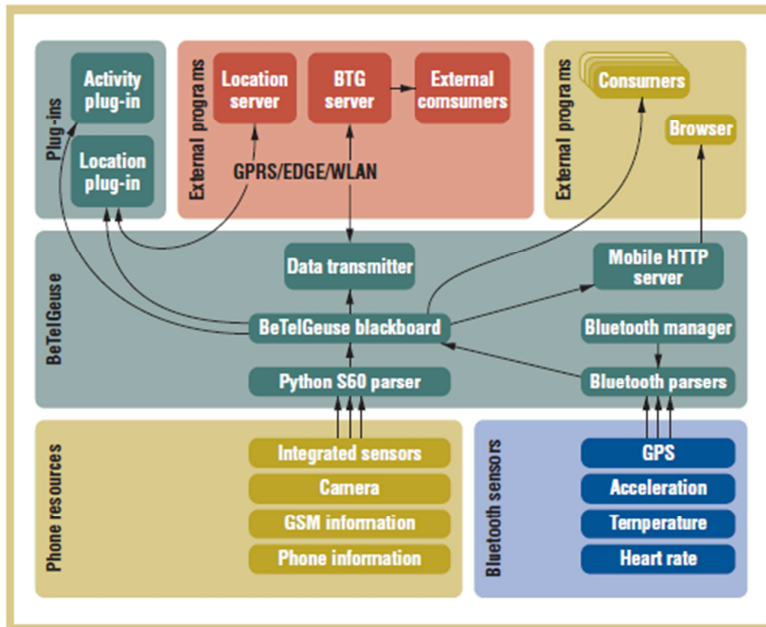 Plug-ins
Activity
plug-in
Location
plug-in
External programs
Location
server
BTG
server
External
comsumers
GPRS/EDGE/WLAN
External programs
Consumers
Browser
BeTelGeuse
Data transmitter
Mobile HTTP
server
BeTelGeuse blackboard
Bluetooth manager
Python S60 parser
Bluetooth parsers
Phone resources
Integrated sensors
Camera
GSM information
Phone information
Bluetooth sensors
GPS
Acceleration
Temperature
Heart rate